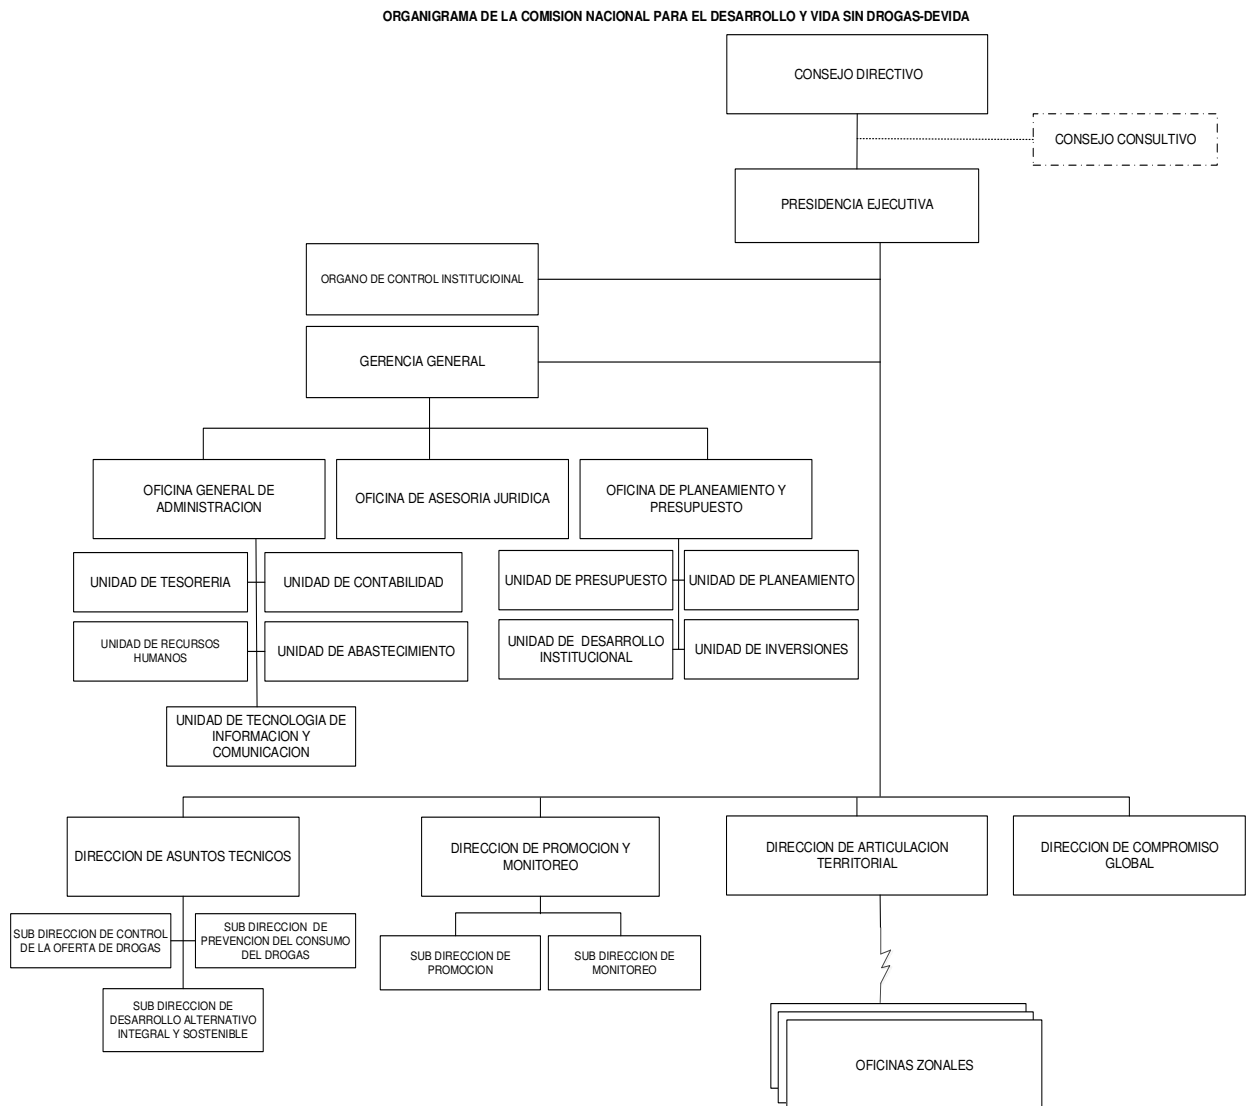 ORGANIGRAMA DE LA COMISION NACIONAL PARA EL DESARROLLO Y VIDA SIN DROGAS-DEVIDA
CONSEJO DIRECTIVO
CONSEJO CONSULTIVO
PRESIDENCIA EJECUTIVA
ORGANO DE CONTROL INSTITUCIOINAL
GERENCIA GENERAL
OFICINA GENERAL DE
ADMINISTRACION
OFICINA DE ASESORIA JURIDICA
OFICINA DE PLANEAMIENTO Y
PRESUPUESTO
UNIDAD DE TESORERIA
UNIDAD DE CONTABILIDAD
UNIDAD DE PRESUPUESTO
UNIDAD DE PLANEAMIENTO
UNIDAD DE RECURSOS
HUMANOS
UNIDAD DE ABASTECIMIENTO
UNIDAD DE DESARROLLO
INSTITUCIONAL
UNIDAD DE INVERSIONES
UNIDAD DE TECNOLOGIA DE
INFORMACION Y
COMUNICACION
DIRECCION DE ASUNTOS TECNICOS
DIRECCION DE PROMOCION Y
MONITOREO
DIRECCION DE ARTICULACION
TERRITORIAL
DIRECCION DE COMPROMISO
GLOBAL
SUB DIRECCION DE CONTROL
DE LA OFERTA DE DROGAS
SUB DIRECCION DE
PREVENCION DEL CONSUMO
DEL DROGAS
SUB DIRECCION DE
PROMOCION
SUB DIRECCION DE
MONITOREO
SUB DIRECCION DE
DESARROLLO ALTERNATIVO
INTEGRAL Y SOSTENIBLE
OFICINAS ZONALES